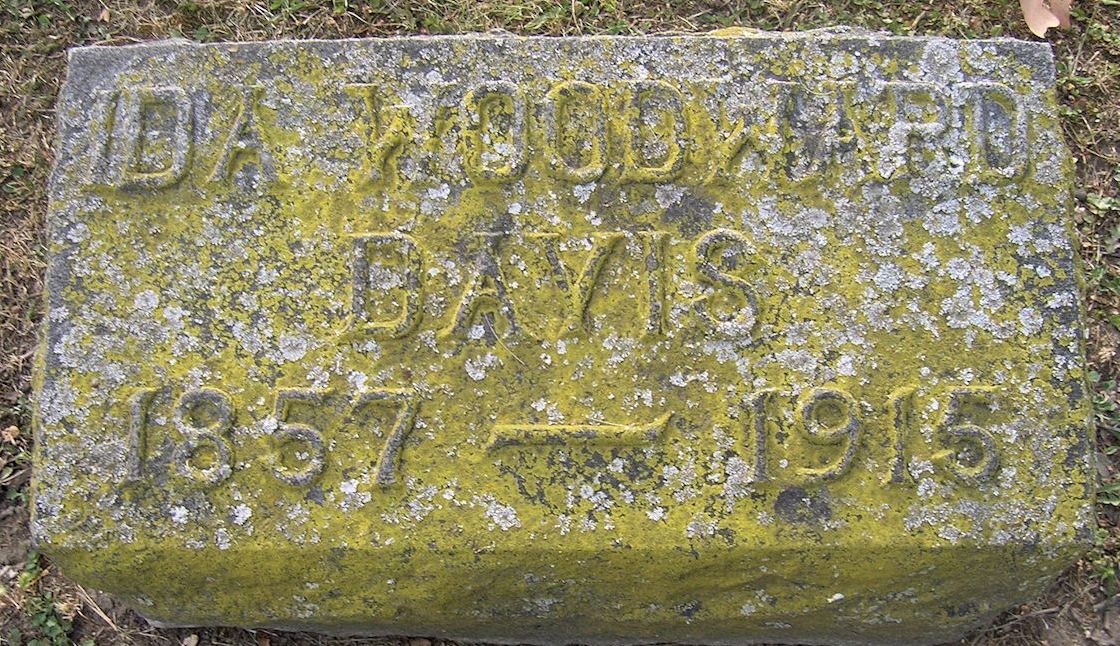 IDA WOODWARD
DAVIS
1857 — 1915